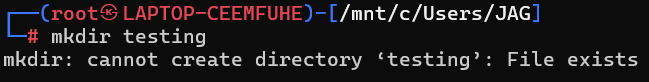 ┌──(root㉿LAPTOP-CEEMFUHE)-[/mnt/c/Users/JAG]
└─# mkdir testing
mkdir: cannot create directory ‘testing’: File exists